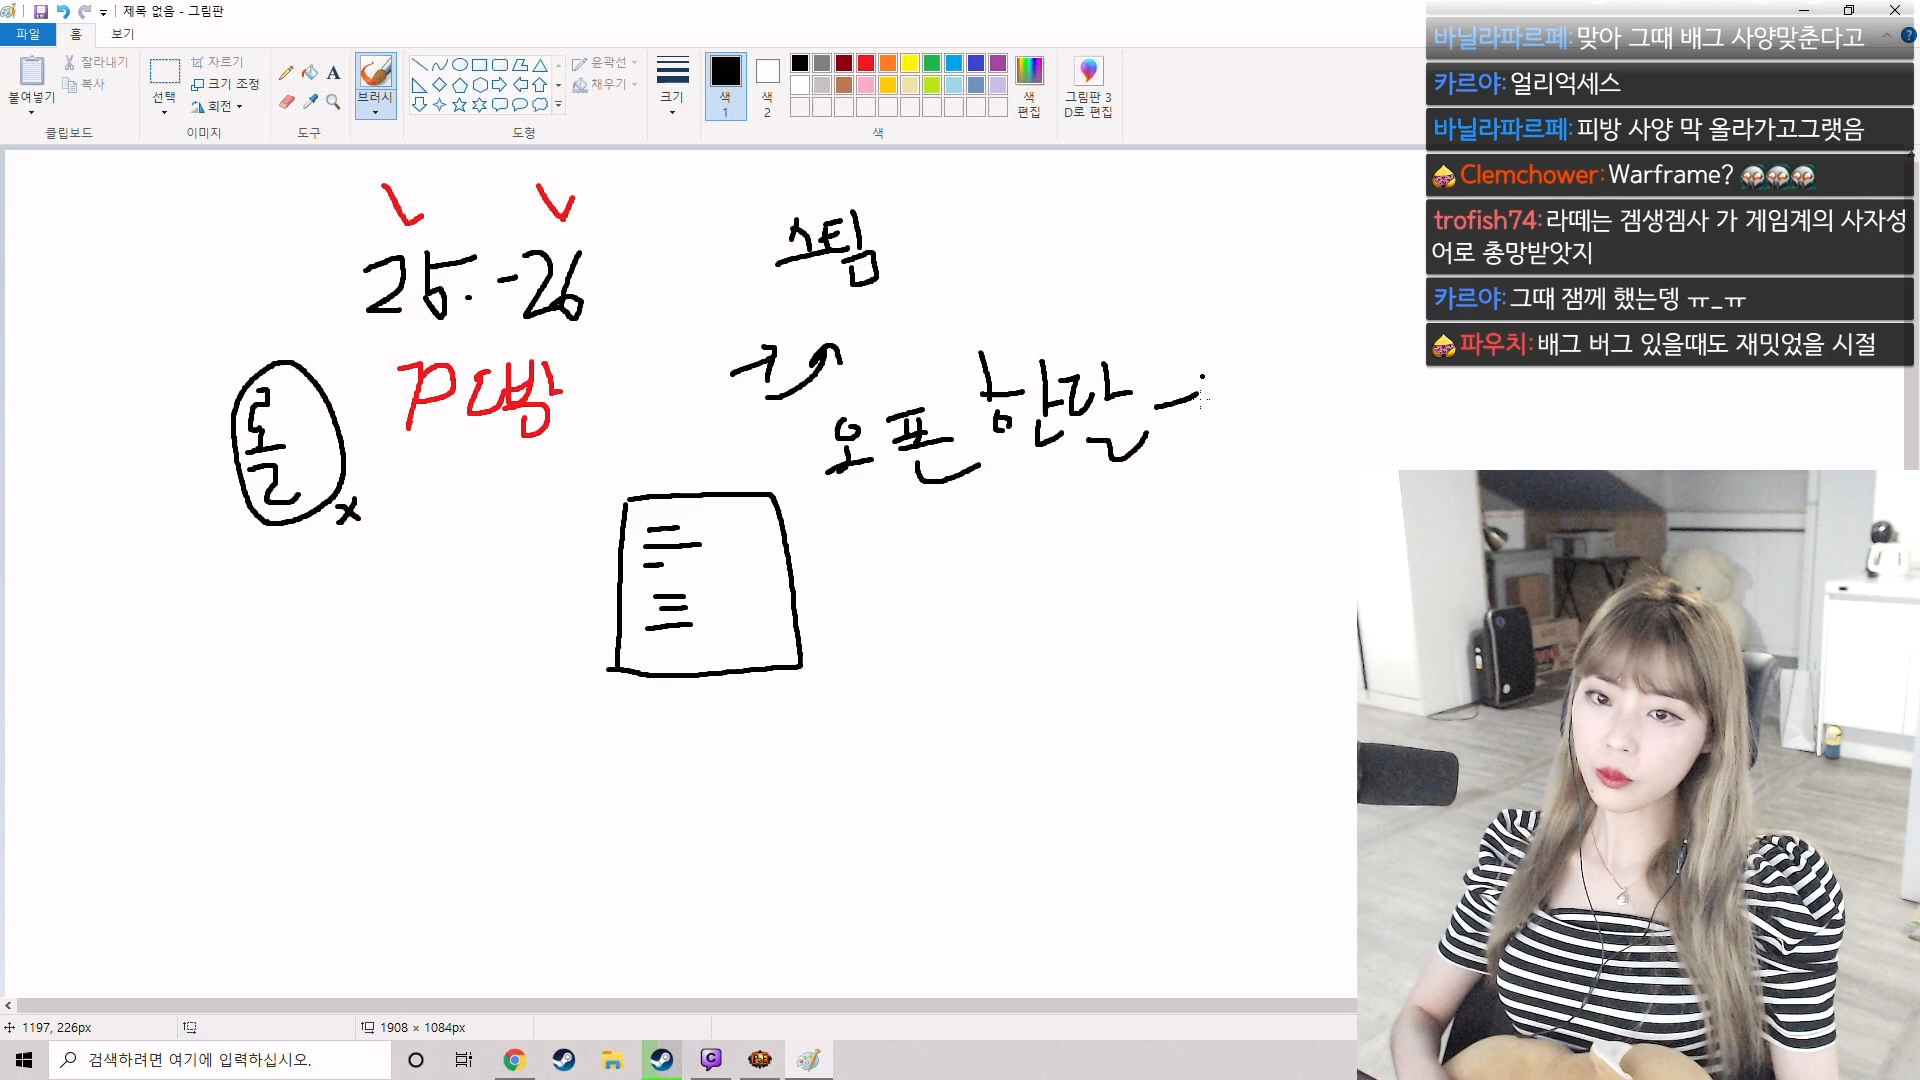 제목 없음 - 그림판
파일 홈 보기
붙여넣기
잘라내기
복사
클립보드
선택
자르기
크기 조정
회전
이미지
A
도구
브러시
윤곽선
채우기
도형
크기
색
1
색
2
색
편집
색
그림판 3
D로 편집
25. -26
스팀
PC방
롤
x
오픈 한달
바닐라파르페: 맞아 그때 배그 사양맞춘다고
카르야: 얼리억세스
바닐라파르페: 피방 사양 막 올라가고그랫음
Clemchower: Warframe?
trofish74: 라떼는 겜생겜사 가 게임계의 사자성
어로 총망받앗지
카르야: 그때 잼께 했는뎅 ㅠ_ㅠ
파우치: 배그 버그 있을때도 재밋었을 시절
1197, 226px
1908 × 1084px
검색하려면 여기에 입력하십시오.